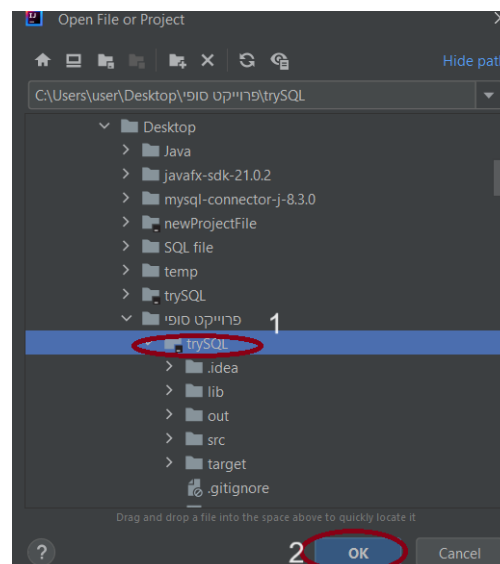 Open File or Project
Hide pat
C:\Users\user\Desktop\פרוייקט סופי\trySQL
Desktop
Java
javafx-sdk-21.0.2
mysql-connector-j-8.3.0
newProjectFile
SQL file
temp
trySQL
פרוייקט סופי 1
trySQL
.idea
lib
out
src
target
.gitignore
Drag and drop a file into the space above to quickly locate it
? 2 OK Cancel